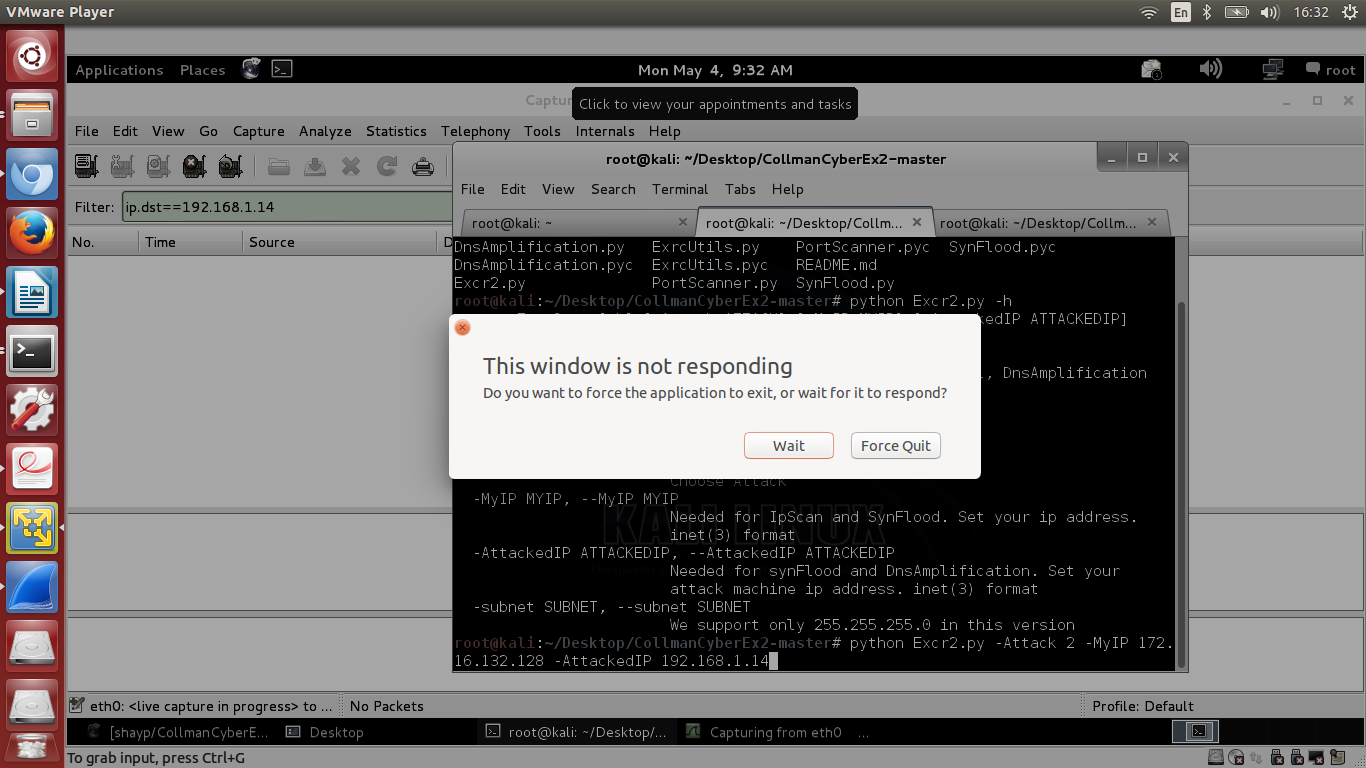 VMware Player
En
16:32
Applications Places
Mon May 4, 9:32 AM
1
root
Captur
Click to view your appointments and tasks
File Edit View Go Capture Analyze Statistics Telephony Tools Internals Help
Filter: ip.dst==192.168.1.14
No. Time Source D
root@kali: ~/Desktop/CollmanCyberEx2-master
File Edit View Search Terminal Tabs Help
root@kali: ~
root@kali: ~/Desktop/Collm...
root@kali: ~/Desktop/Collm...
DnsAmplification.py ExrcUtils.py PortScanner.pyc SynFlood.pyc
DnsAmplification.pyc ExrcUtils.pyc README.md
Excr2.py PortScanner.py SynFlood.py
root@kali:~/Desktop/CollmanCyberEx2-master# python Excr2.py -h
kedIP ATTACKEDIP]
, DnsAmplification
This window is not responding
Do you want to force the application to exit, or wait for it to respond?
Wait
Force Quit
Choose Attack
-MyIP MYIP, --MyIP MYIP
Needed for IpScan and SynFlood. Set your ip address.
inet(3) format
-AttackedIP ATTACKEDIP, --AttackedIP ATTACKEDIP
Needed for synFlood and DnsAmplification. Set your
attack machine ip address. inet(3) format
-subnet SUBNET, --subnet SUBNET
We support only 255.255.255.0 in this version
root@kali:~/Desktop/CollmanCyberEx2-master# python Excr2.py -Attack 2 -MyIP 172.
16.132.128 -AttackedIP 192.168.1.14
KALI LINUX
eth0: <live capture in progress> to ... No Packets Profile: Default
[shayp/CollmanCyberE... Desktop root@kali: ~/Desktop/... Capturing from eth0 ...
To grab input, press Ctrl+G